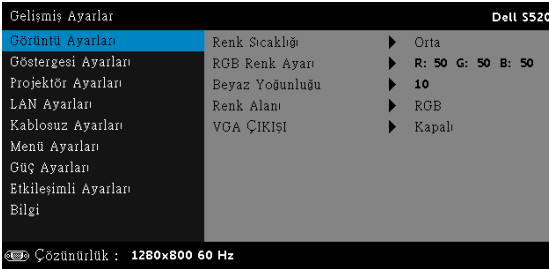 Gelişmiş Ayarlar Dell S520
Görüntü Ayarları Renk Sıcaklığı Orta
Göstergesi Ayarları RGB Renk Ayarı R: 50 G: 50 B: 50
Projektör Ayarları Beyaz Yoğunluğu 10
LAN Ayarları Renk Alanı RGB
Kablosuz Ayarları VGA ÇIKIŞI Kapalı
Menü Ayarları
Güç Ayarları
Etkileşimli Ayarları
Bilgi
Çözünürlük : 1280x800 60 Hz